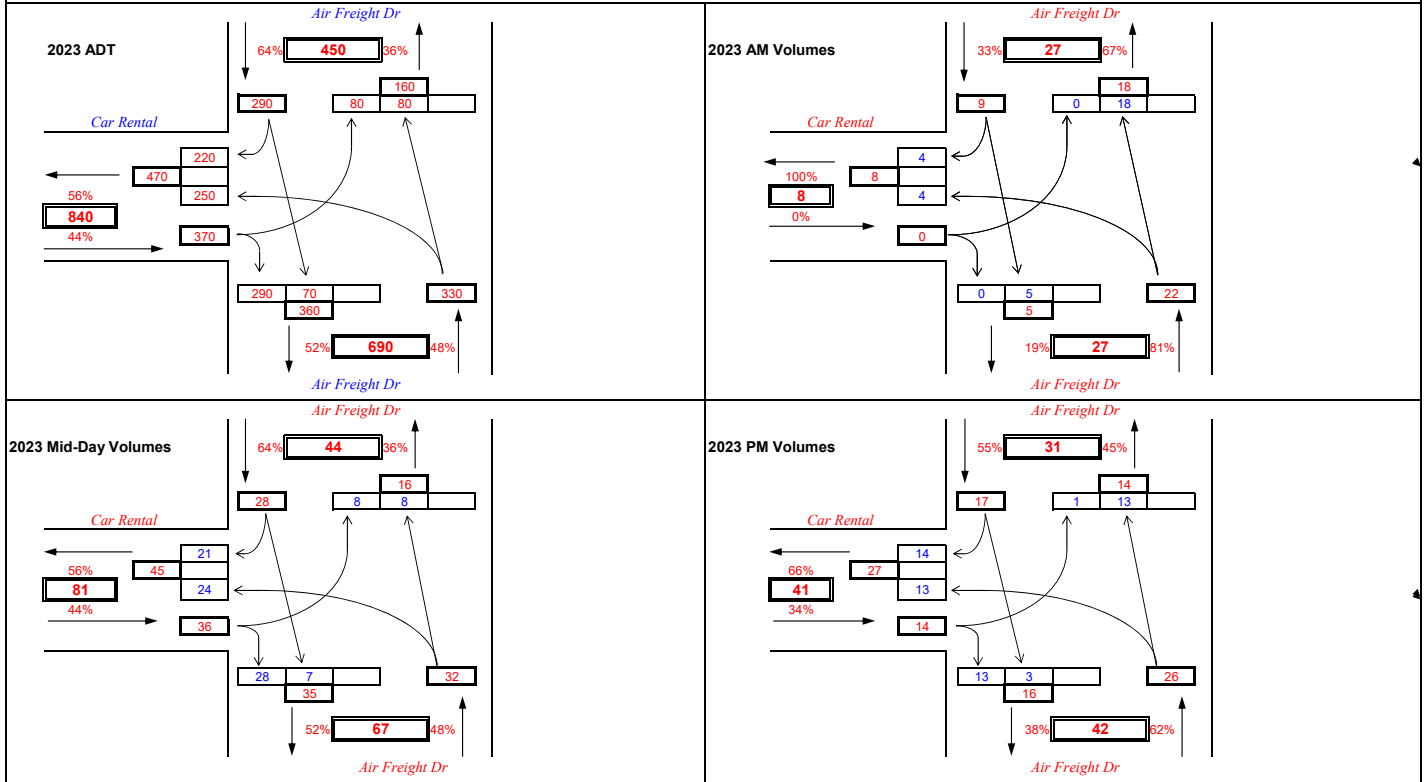 Air Freight Dr
2023 ADT
64% 450 36%
160
290 80 80
Car Rental
220
470
56% 250
840
44% 370
290 70 330
360
52% 690 48%
Air Freight Dr
Air Freight Dr
2023 AM Volumes
33% 27 67%
18
9 0 18
Car Rental
4
100% 8
8 4
0%
0
0 5 22
5
19% 27 81%
Air Freight Dr
Air Freight Dr
2023 Mid-Day Volumes
64% 44 36%
16
28 8 8
Car Rental
21
56% 45
81 24
44%
36
28 7 32
35
52% 67 48%
Air Freight Dr
Air Freight Dr
2023 PM Volumes
55% 31 45%
14
17 1 13
Car Rental
14
66% 27
41 13
34%
14
13 3 26
16
38% 42 62%
Air Freight Dr